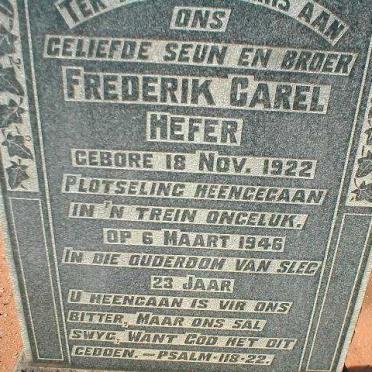 TER AAN
ONS
GELIEFDE SEUN EN BROER
FREDERIK CAREL
HEFER
GEBORE 18 NOV. 1922
PLOTSELING HEENGEGAAN
IN 'N TREIN ONGELUK.
OP 6 MAART 1946
IN DIE OUDERDOM VAN SLEG
23 JAAR
U HEENGAAN IS VIR ONS
BITTER, MAAR ONS SAL
SWYG, WANT GOD HET DIT
GEDOEN.—PSALM-118-22.